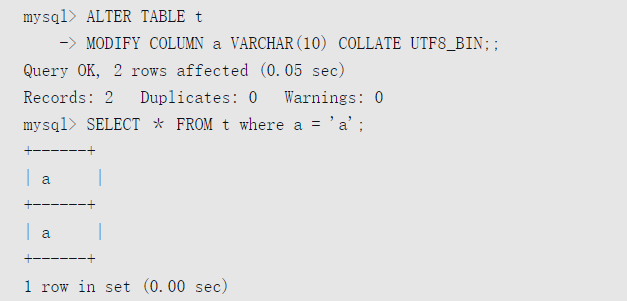 mysql> ALTER TABLE t
    -> MODIFY COLUMN a VARCHAR(10) COLLATE UTF8_BIN;;
Query OK, 2 rows affected (0.05 sec)
Records: 2  Duplicates: 0  Warnings: 0
mysql> SELECT * FROM t where a = 'a';
+------+
| a    |
+------+
| a    |
+------+
1 row in set (0.00 sec)